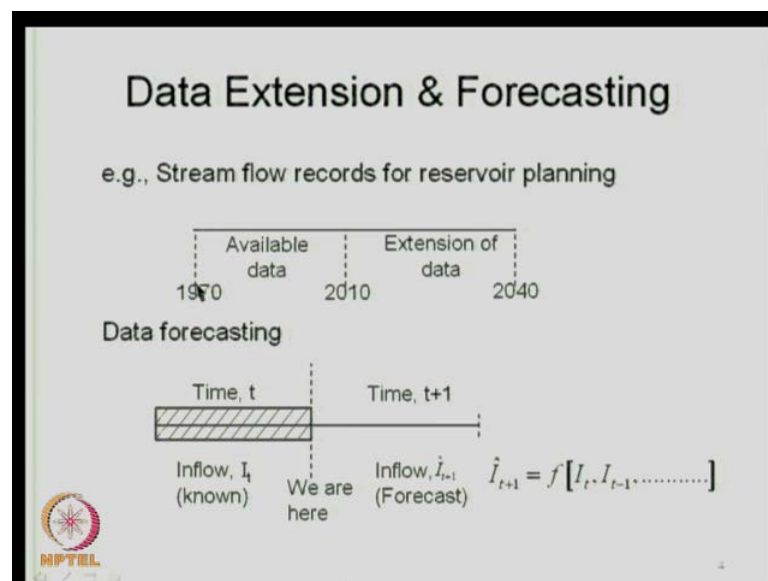 Data Extension & Forecasting
e.g., Stream flow records for reservoir planning
Available data
Extension of data
1970
2010
2040
Data forecasting
Time, t
Time, t+1
Inflow, I_t
(known)
We are here
Inflow, Î_{t+1}
(Forecast)
Î_{t+1} = f[I_t, I_{t-1}, ...........]
NPTEL
4